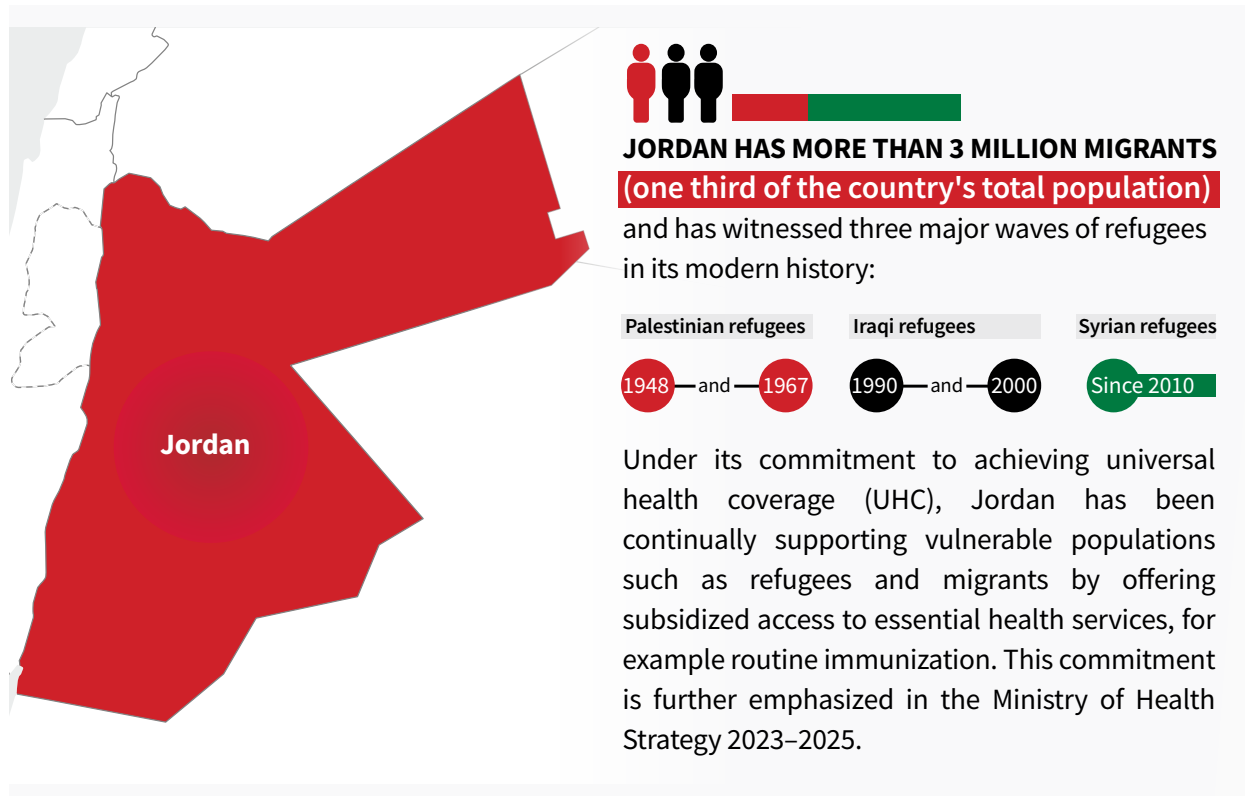 Jordan
JORDAN HAS MORE THAN 3 MILLION MIGRANTS
(one third of the country's total population)
and has witnessed three major waves of refugees
in its modern history:
Palestinian refugees
1948 and 1967
Iraqi refugees
1990 and 2000
Syrian refugees
Since 2010
Under its commitment to achieving universal
health coverage (UHC), Jordan has been
continually supporting vulnerable populations
such as refugees and migrants by offering
subsidized access to essential health services, for
example routine immunization. This commitment
is further emphasized in the Ministry of Health
Strategy 2023–2025.